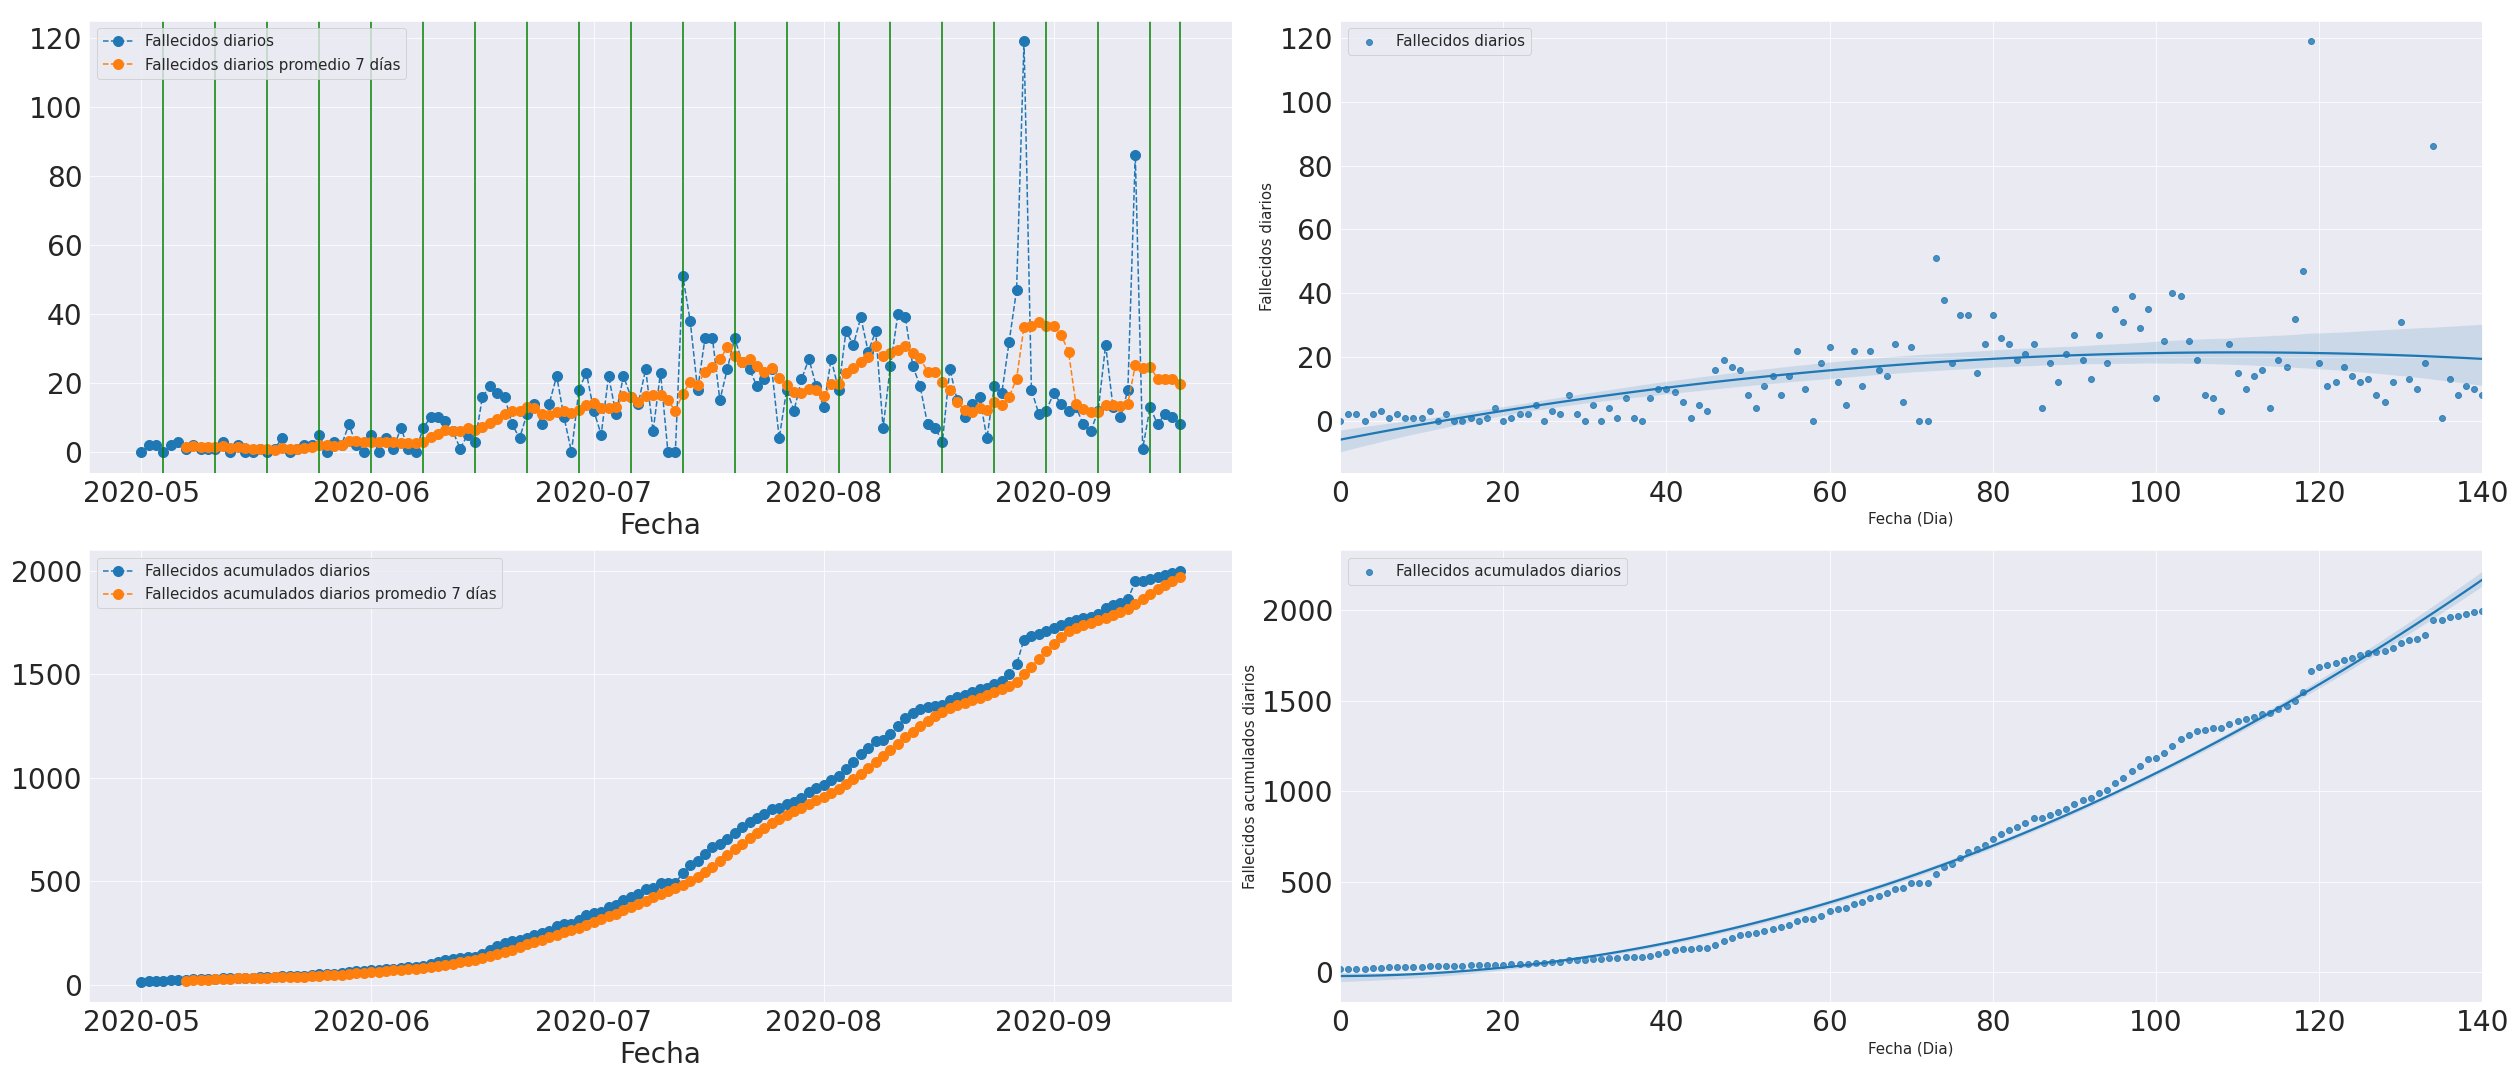 120
100
80
60
40
20
0
Fallecidos diarios
Fallecidos diarios promedio 7 días
2020-05 2020-06 2020-07 2020-08 2020-09
Fecha
Fallecidos diarios
120
100
80
60
40
20
0
Fallecidos diarios
0 20 40 60 80 100 120 140
Fecha (Dia)
2000
1500
1000
500
0
Fallecidos acumulados diarios
Fallecidos acumulados diarios promedio 7 días
2020-05 2020-06 2020-07 2020-08 2020-09
Fecha
Fallecidos acumulados diarios
2000
1500
1000
500
0
Fallecidos acumulados diarios
0 20 40 60 80 100 120 140
Fecha (Dia)